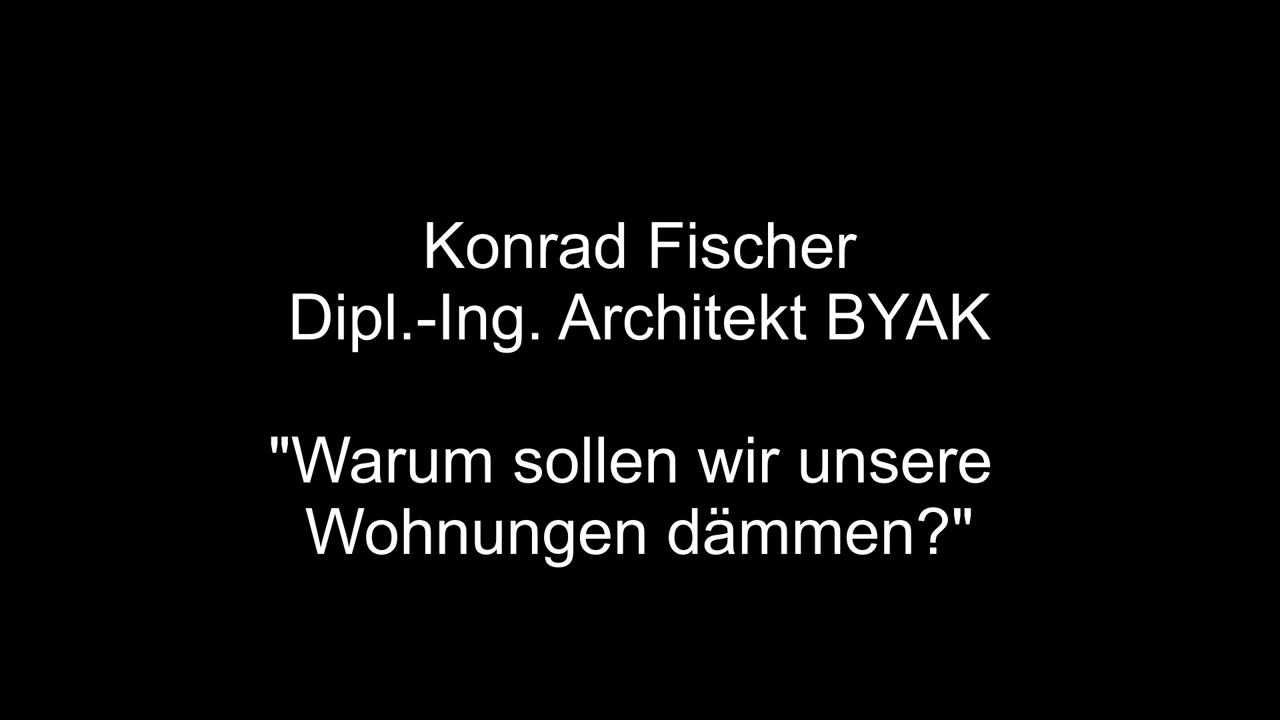 Konrad Fischer
Dipl.-Ing. Architekt BYAK
"Warum sollen wir unsere
Wohnungen dämmen?"